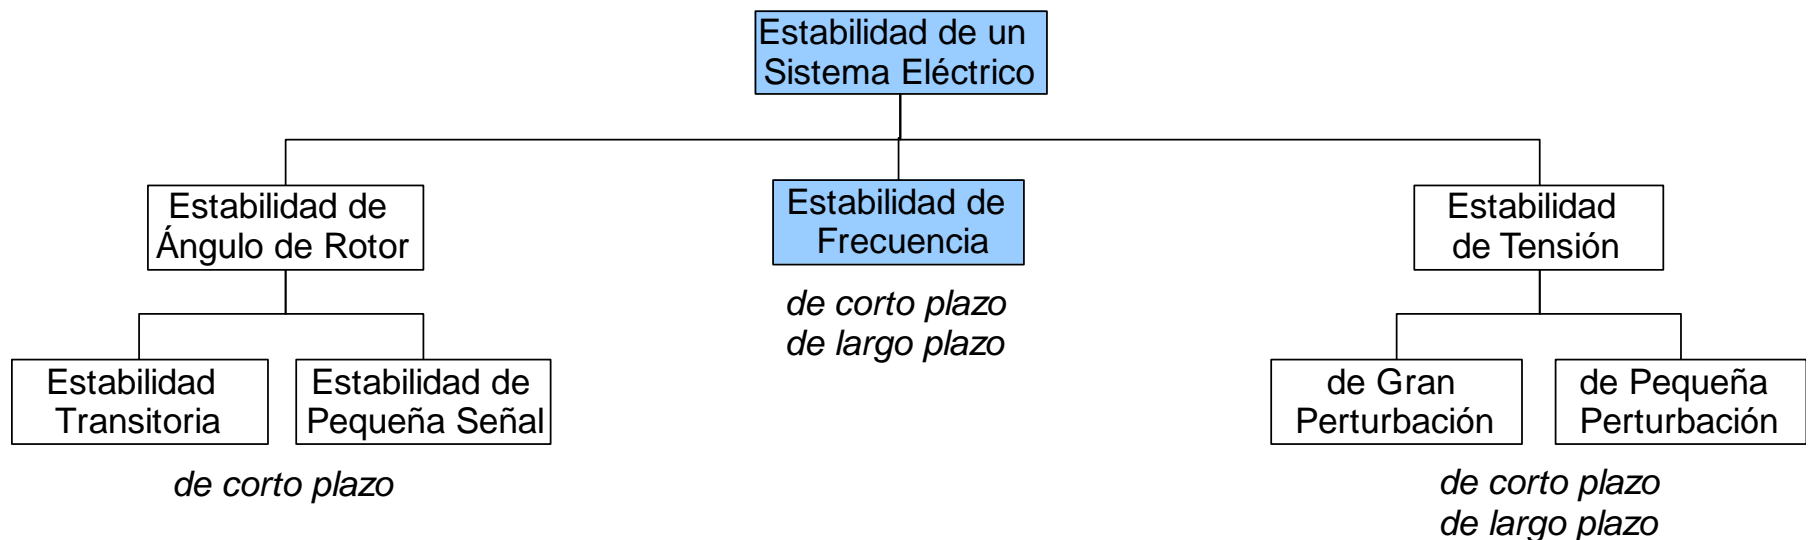 Estabilidad de un
Sistema Eléctrico
Estabilidad de
Ángulo de Rotor
Estabilidad de
Frecuencia
Estabilidad
de Tensión
de corto plazo
de largo plazo
Estabilidad
Transitoria
Estabilidad de
Pequeña Señal
de Gran
Perturbación
de Pequeña
Perturbación
de corto plazo
de corto plazo
de largo plazo